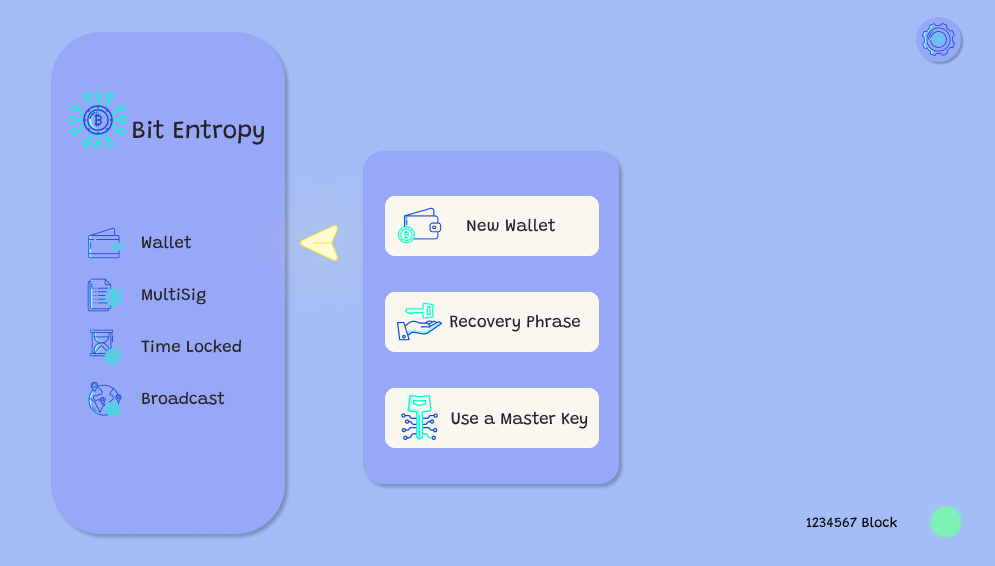 Bit Entropy
Wallet
MultiSig
Time Locked
Broadcast
New Wallet
Recovery Phrase
Use a Master Key
1234567 Block